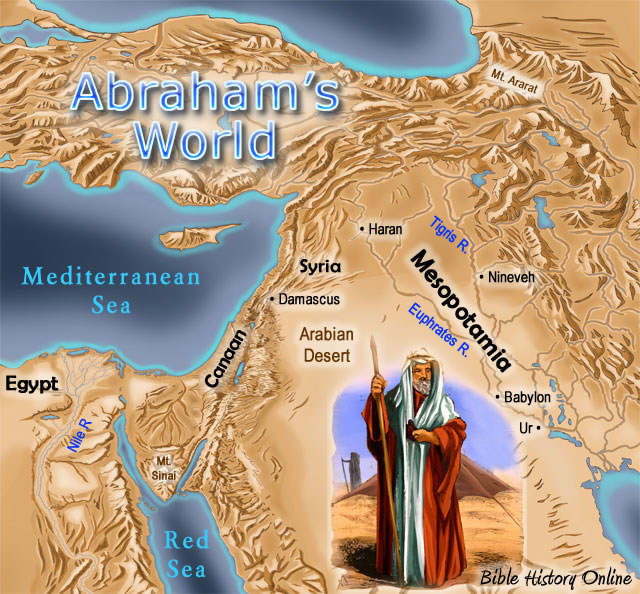 Mt. Ararat
Abraham's
World
Haran
Tigris R.
Mediterranean
Sea
Syria
Mesopotamia
Nineveh
Damascus
Euphrates R.
Arabian
Desert
Canaan
Egypt
Babylon
Nile R
Ur
Mt.
Sinai
Red
Sea
Bible History Online